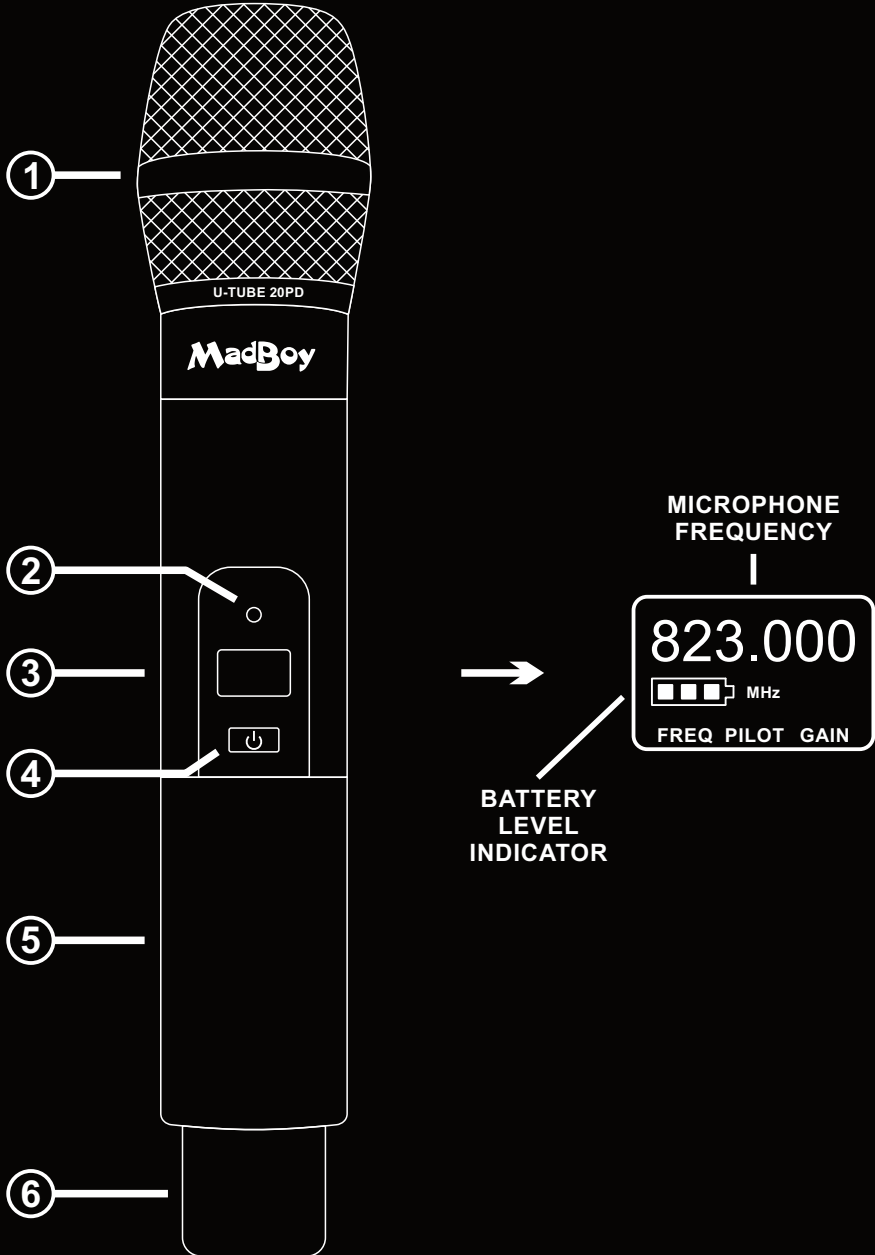 1
U-TUBE 20PD
MadBoy
2
3
4
5
6
MICROPHONE
FREQUENCY
823.000
MHz
FREQ PILOT GAIN
BATTERY
LEVEL
INDICATOR